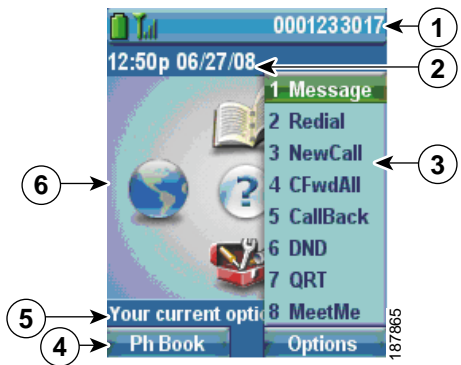 0001233017
1
12:50p 06/27/08
2
1 Message
2 Redial
3 NewCall
3
4 CFwdAll
6
?
5 CallBack
6 DND
7 QRT
5
Your current optio
8 MeetMe
4
Ph Book
Options
187865